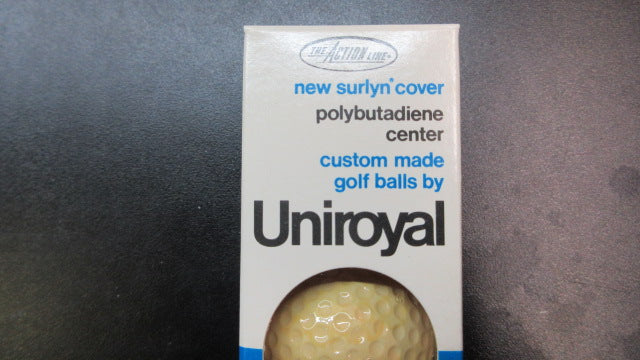 THE ACTION LINE®
new surlyn* cover
polybutadiene
center
custom made
golf balls by
Uniroyal